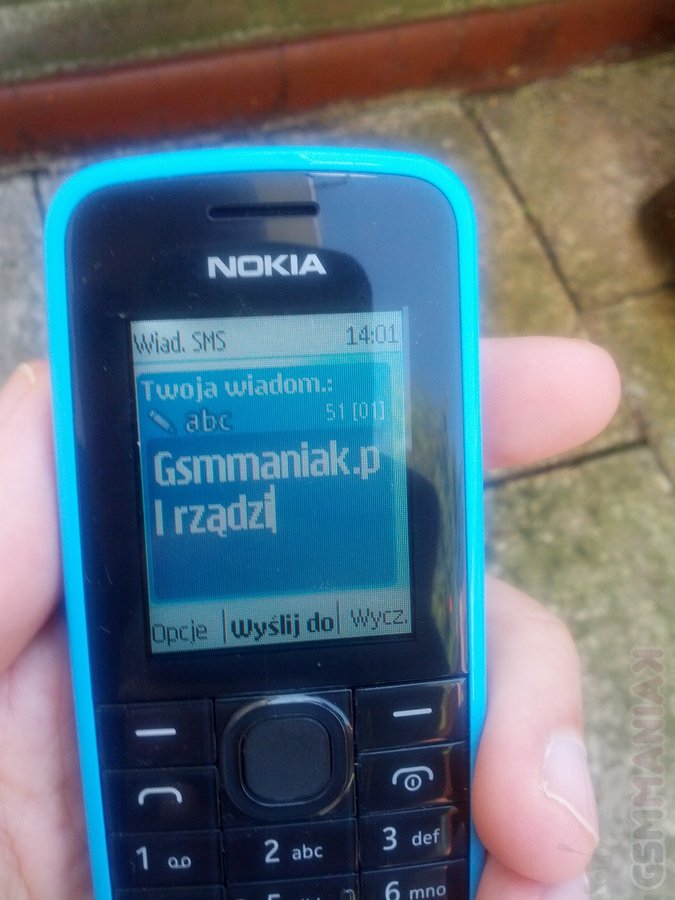 NOKIA
Wiad. SMS 14:01
Twoja wiadom.:
abc 51 [01]
Gsmmaniak.p
l rządzi
Opcje Wyślij do Wycz.
1 2 abc 3 def
6 mno
GSMMANIAK